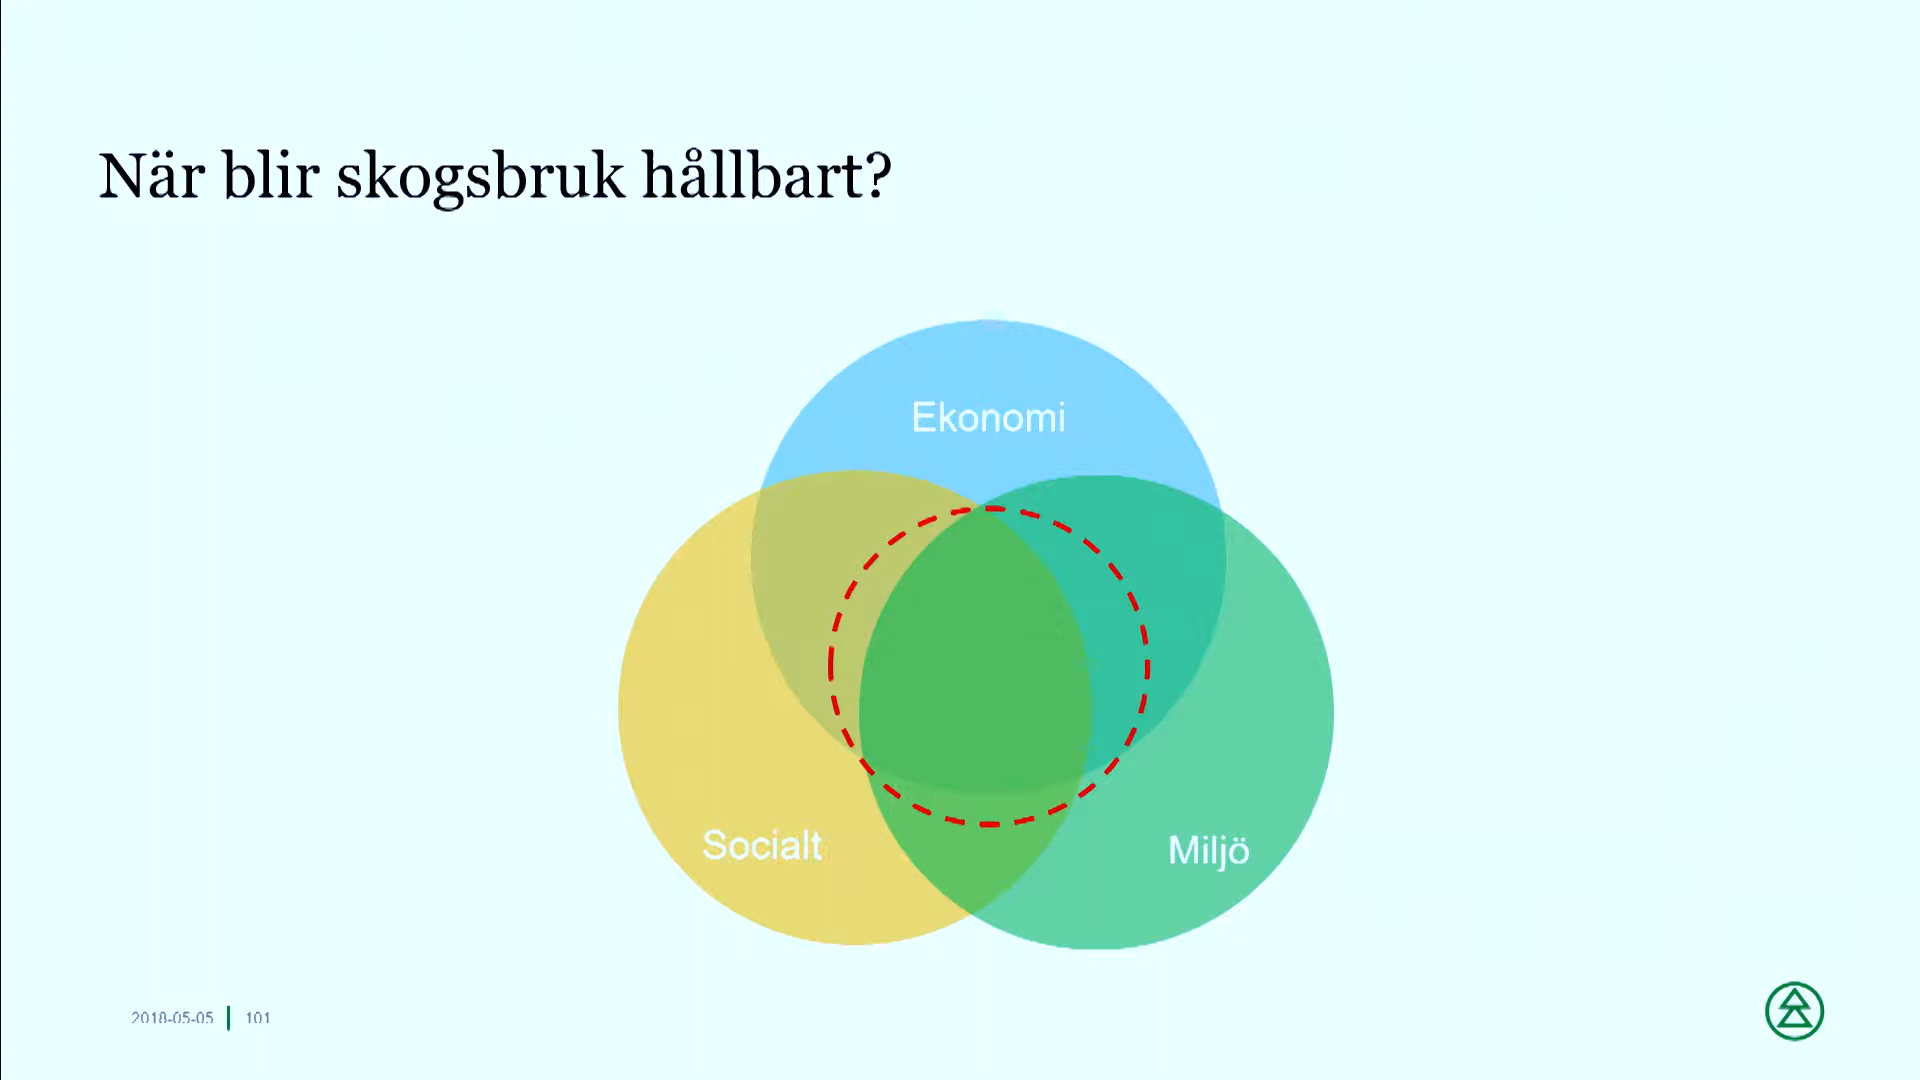 När blir skogsbruk hållbart?
Ekonomi
Socialt
Miljö
2018-05-05 101